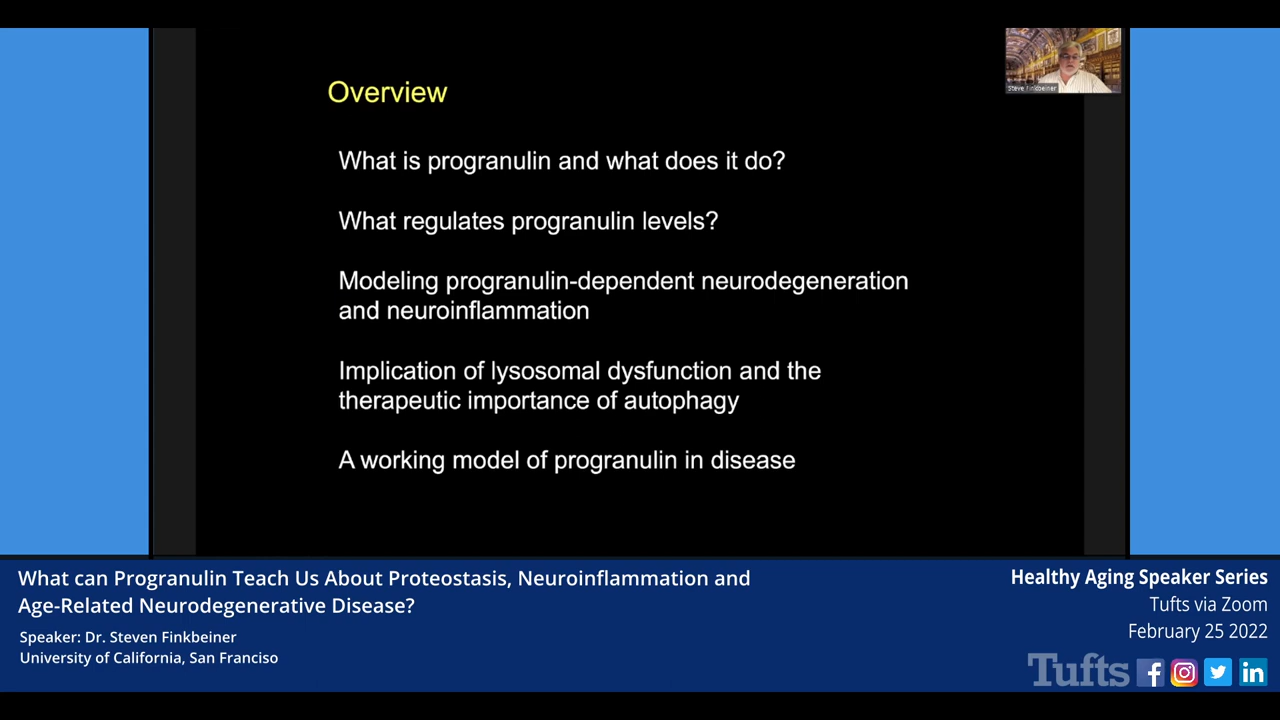 Overview
What is progranulin and what does it do?
What regulates progranulin levels?
Modeling progranulin-dependent neurodegeneration
and neuroinflammation
Implication of lysosomal dysfunction and the
therapeutic importance of autophagy
A working model of progranulin in disease
Steve Finkbeiner
What can Progranulin Teach Us About Proteostasis, Neuroinflammation and
Age-Related Neurodegenerative Disease?
Speaker: Dr. Steven Finkbeiner
University of California, San Franciso
Healthy Aging Speaker Series
Tufts via Zoom
February 25 2022
Tufts